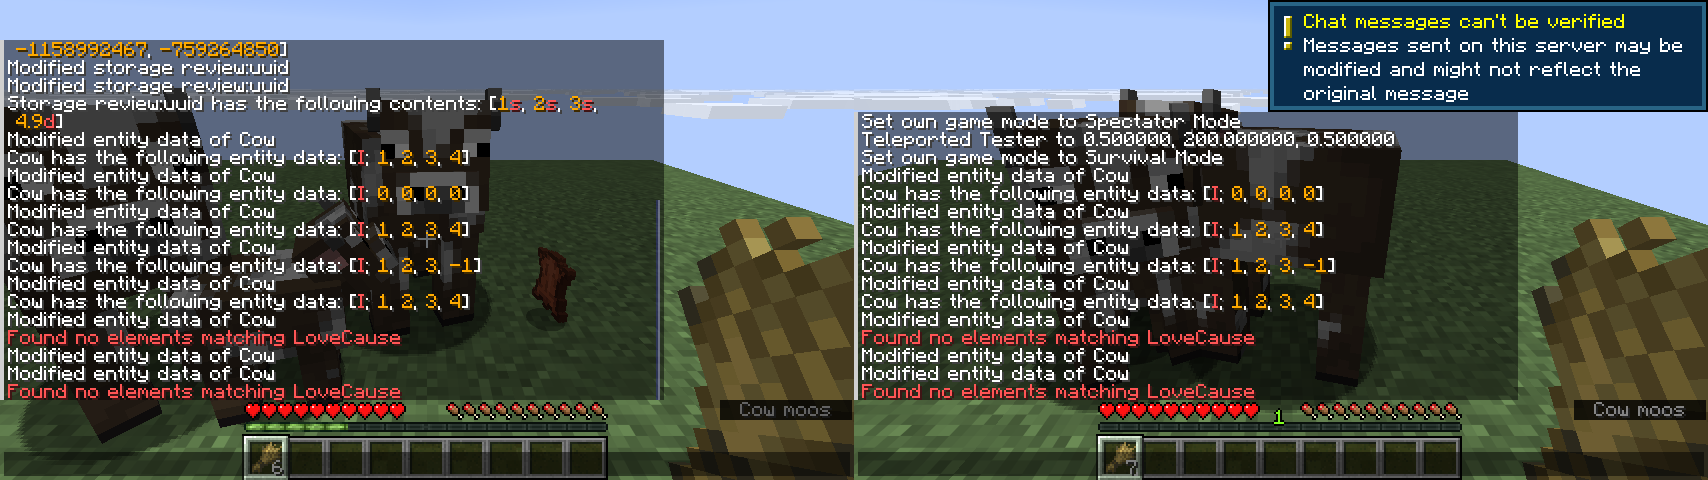 -1158992467, -759264850]
Modified storage review:uuid
Modified storage review:uuid
Storage review:uuid has the following contents: [1s, 2s, 3s,
4.9d]
Modified entity data of Cow
Cow has the following entity data: [I; 1, 2, 3, 4]
Modified entity data of Cow
Cow has the following entity data: [I; 0, 0, 0, 0]
Modified entity data of Cow
Cow has the following entity data: [I; 1, 2, 3, 4]
Modified entity data of Cow
Cow has the following entity data: [I; 1, 2, 3, -1]
Modified entity data of Cow
Cow has the following entity data: [I; 1, 2, 3, 4]
Modified entity data of Cow
Found no elements matching LoveCause
Modified entity data of Cow
Modified entity data of Cow
Found no elements matching LoveCause
Cow moos
6
Chat messages can't be verified
Messages sent on this server may be
modified and might not reflect the
original message
Set own game mode to Spectator Mode
Teleported Tester to 0.500000, 200.000000, 0.500000
Set own game mode to Survival Mode
Modified entity data of Cow
Cow has the following entity data: [I; 0, 0, 0, 0]
Modified entity data of Cow
Cow has the following entity data: [I; 1, 2, 3, 4]
Modified entity data of Cow
Cow has the following entity data: [I; 1, 2, 3, -1]
Modified entity data of Cow
Cow has the following entity data: [I; 1, 2, 3, 4]
Modified entity data of Cow
Found no elements matching LoveCause
Modified entity data of Cow
Modified entity data of Cow
Found no elements matching LoveCause
1
Cow moos
7